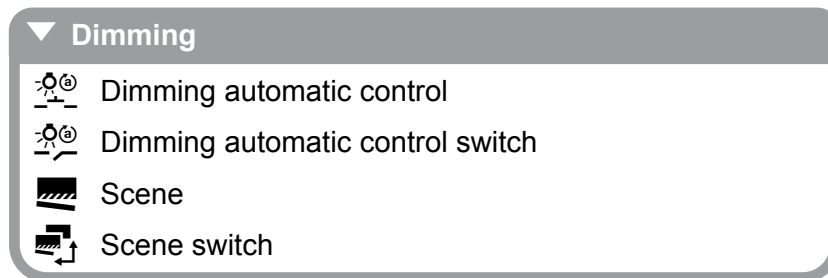 Dimming
Dimming automatic control
Dimming automatic control switch
Scene
Scene switch